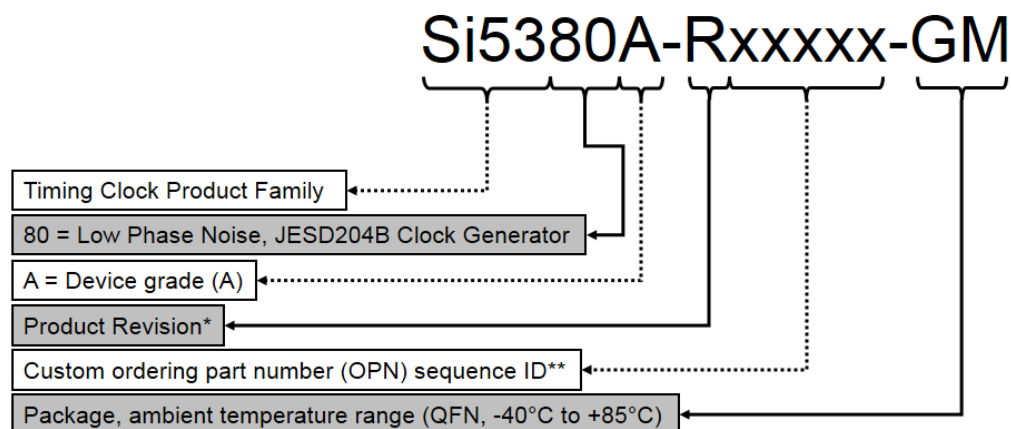 Si5380A-Rxxxxx-GM
Timing Clock Product Family
80 = Low Phase Noise, JESD204B Clock Generator
A = Device grade (A)
Product Revision*
Custom ordering part number (OPN) sequence ID**
Package, ambient temperature range (QFN, -40°C to +85°C)